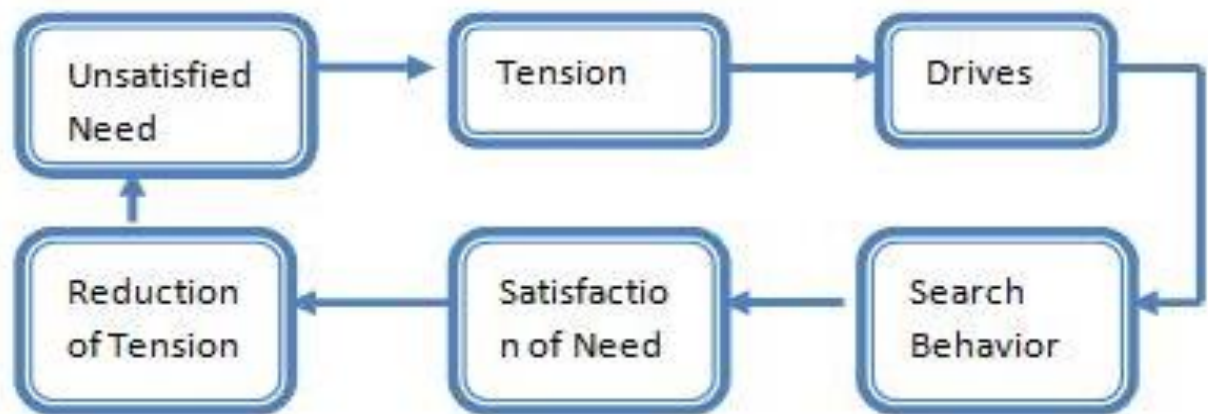 Unsatisfied
Need
Tension
Drives
Reduction
of Tension
Satisfactio
n of Need
Search
Behavior